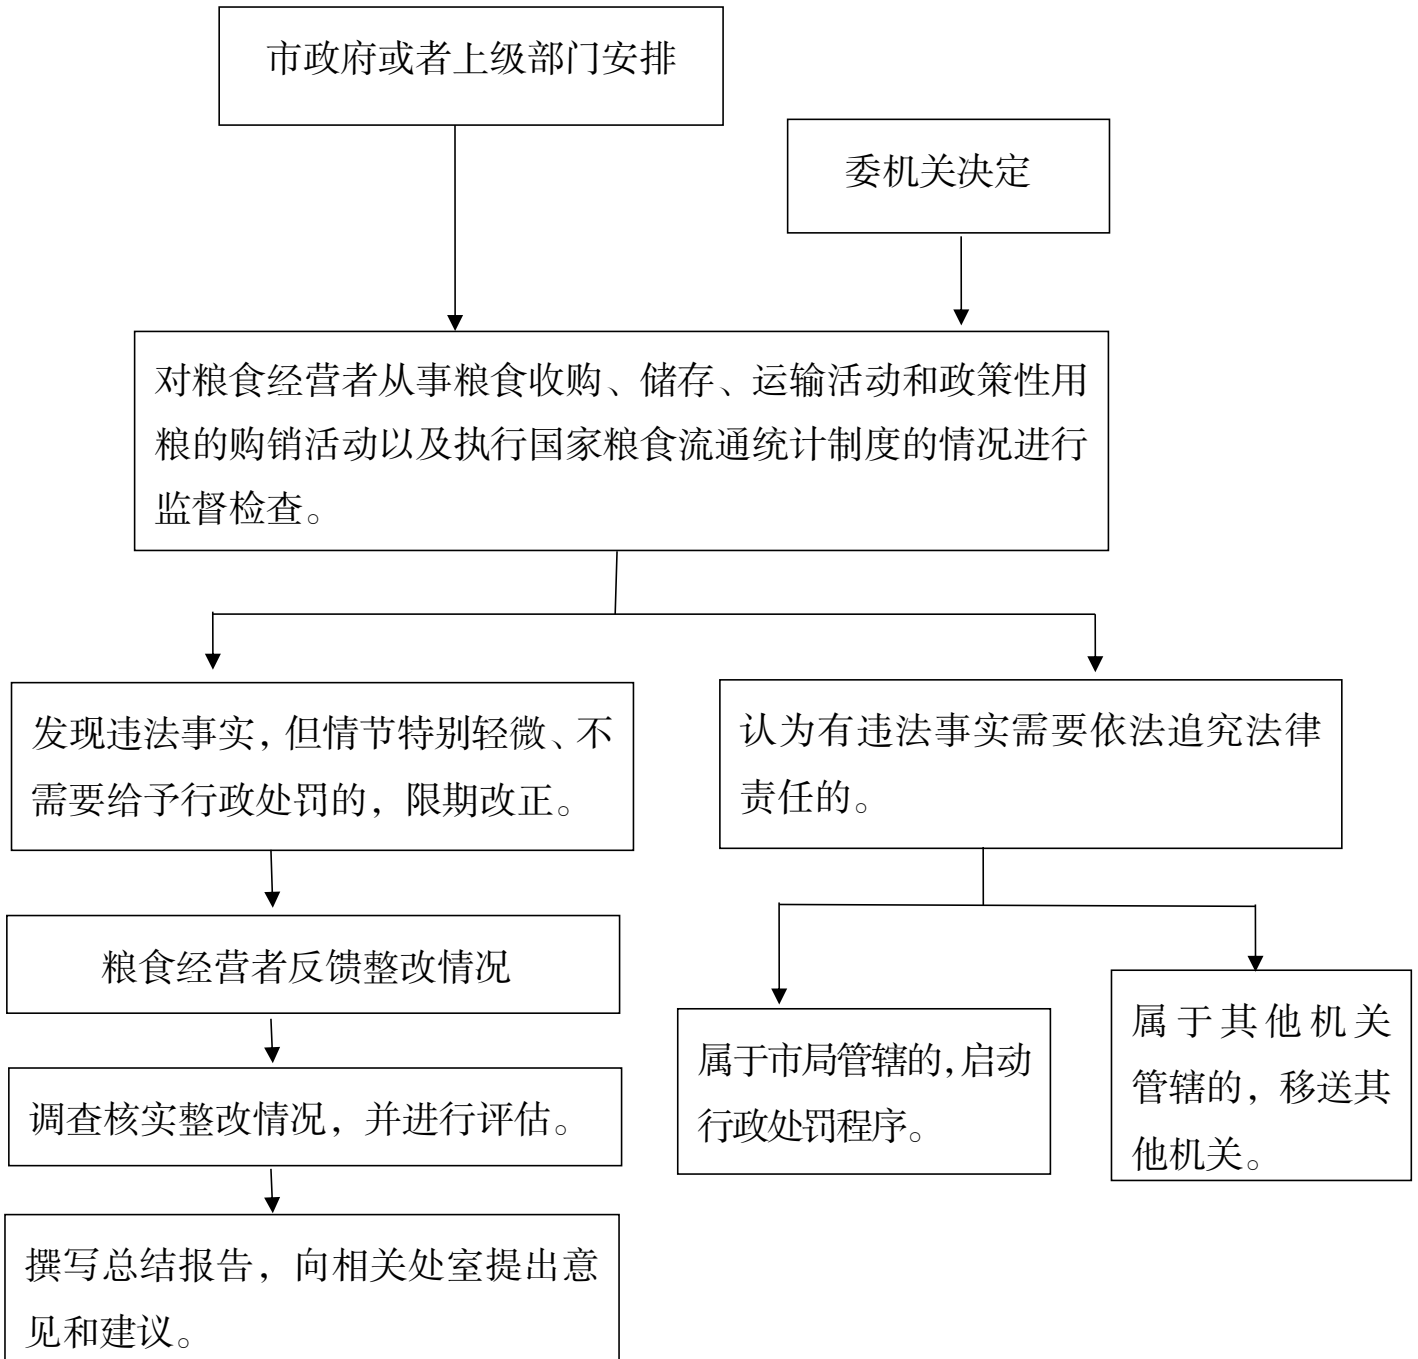 市政府或者上级部门安排
委机关决定
对粮食经营者从事粮食收购、储存、运输活动和政策性用
粮的购销活动以及执行国家粮食流通统计制度的情况进行
监督检查。
发现违法事实，但情节特别轻微、不
需要给予行政处罚的，限期改正。
认为有违法事实需要依法追究法律
责任的。
粮食经营者反馈整改情况
属于市局管辖的，启动
行政处罚程序。
属于其他机关
管辖的，移送其
他机关。
调查核实整改情况，并进行评估。
撰写总结报告，向相关处室提出意
见和建议。